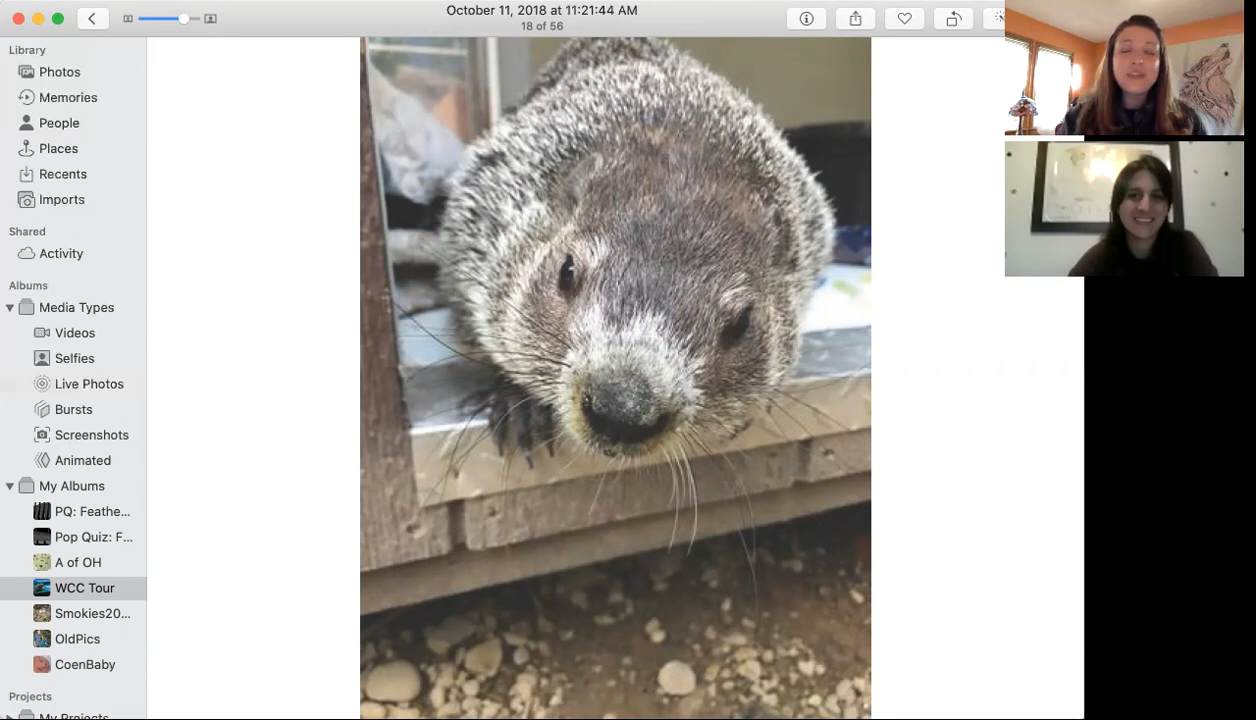 October 11, 2018 at 11:21:44 AM
18 of 56
Library
Photos
Memories
People
Places
Recents
Imports
Shared
Activity
Albums
Media Types
Videos
Selfies
Live Photos
Bursts
Screenshots
Animated
My Albums
PQ: Feathe...
Pop Quiz: F...
A of OH
WCC Tour
Smokies20...
OldPics
CoenBaby
Projects
My Projects